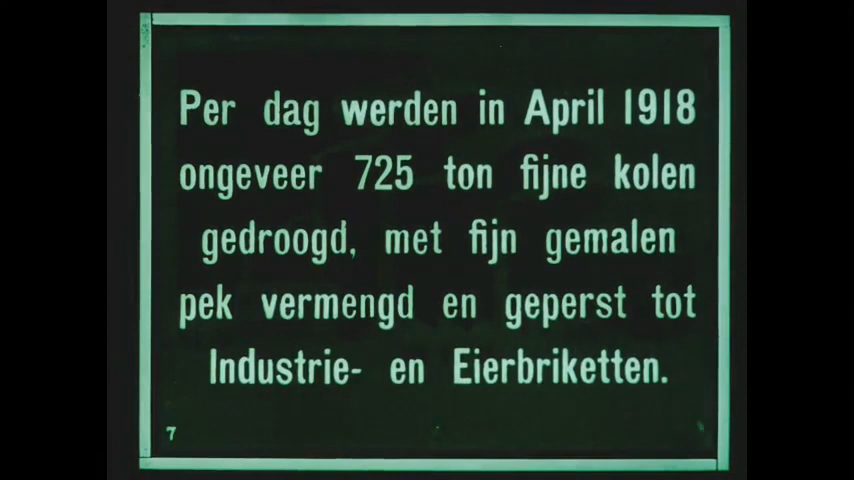 Per dag werden in April 1918
ongeveer 725 ton fijne kolen
gedroogd, met fijn gemalen
pek vermengd en geperst tot
Industrie- en Eierbriketten.
7